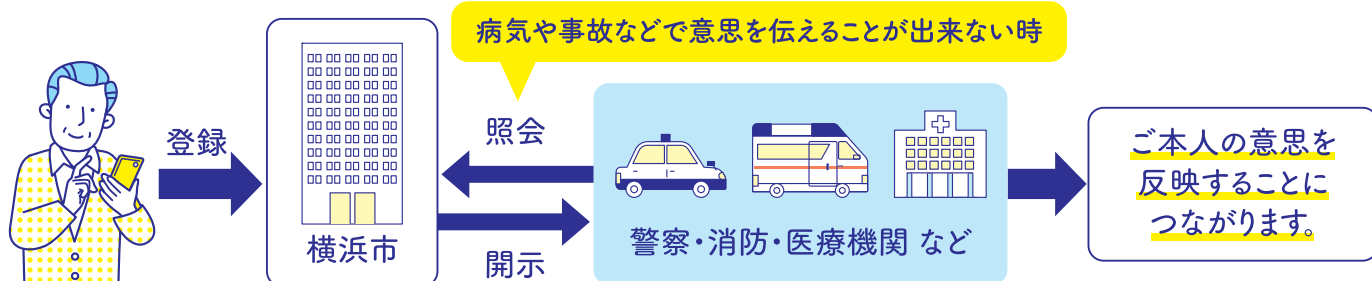 病気や事故などで意思を伝えることが出来ない時
登録
横浜市
照会
開示
警察・消防・医療機関 など
ご本人の意思を
反映することに
つながります。